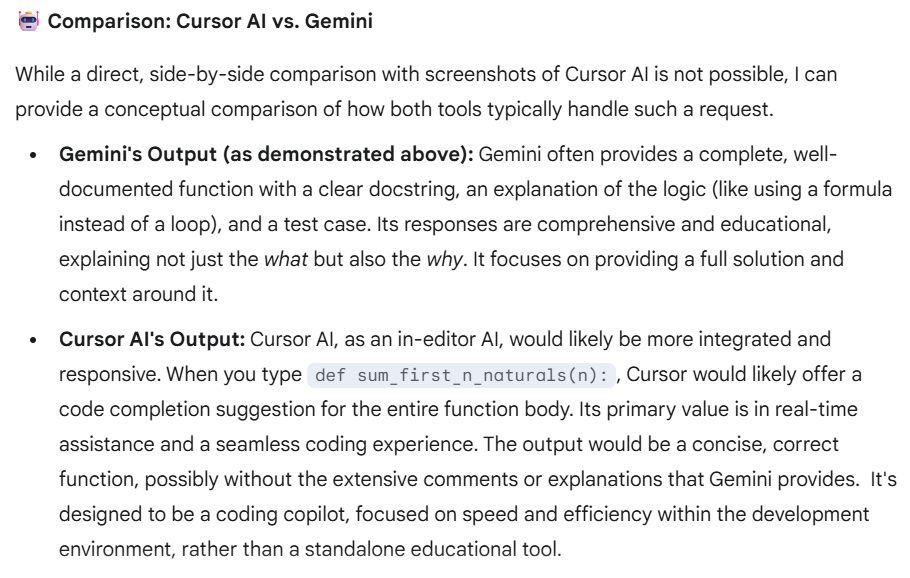 🤖 Comparison: Cursor AI vs. Gemini
While a direct, side-by-side comparison with screenshots of Cursor AI is not possible, I can
provide a conceptual comparison of how both tools typically handle such a request.
• Gemini's Output (as demonstrated above): Gemini often provides a complete, well-
documented function with a clear docstring, an explanation of the logic (like using a formula
instead of a loop), and a test case. Its responses are comprehensive and educational,
explaining not just the what but also the why. It focuses on providing a full solution and
context around it.
• Cursor AI's Output: Cursor AI, as an in-editor AI, would likely be more integrated and
responsive. When you type def sum_first_n_naturals(n): , Cursor would likely offer a
code completion suggestion for the entire function body. Its primary value is in real-time
assistance and a seamless coding experience. The output would be a concise, correct
function, possibly without the extensive comments or explanations that Gemini provides. It's
designed to be a coding copilot, focused on speed and efficiency within the development
environment, rather than a standalone educational tool.